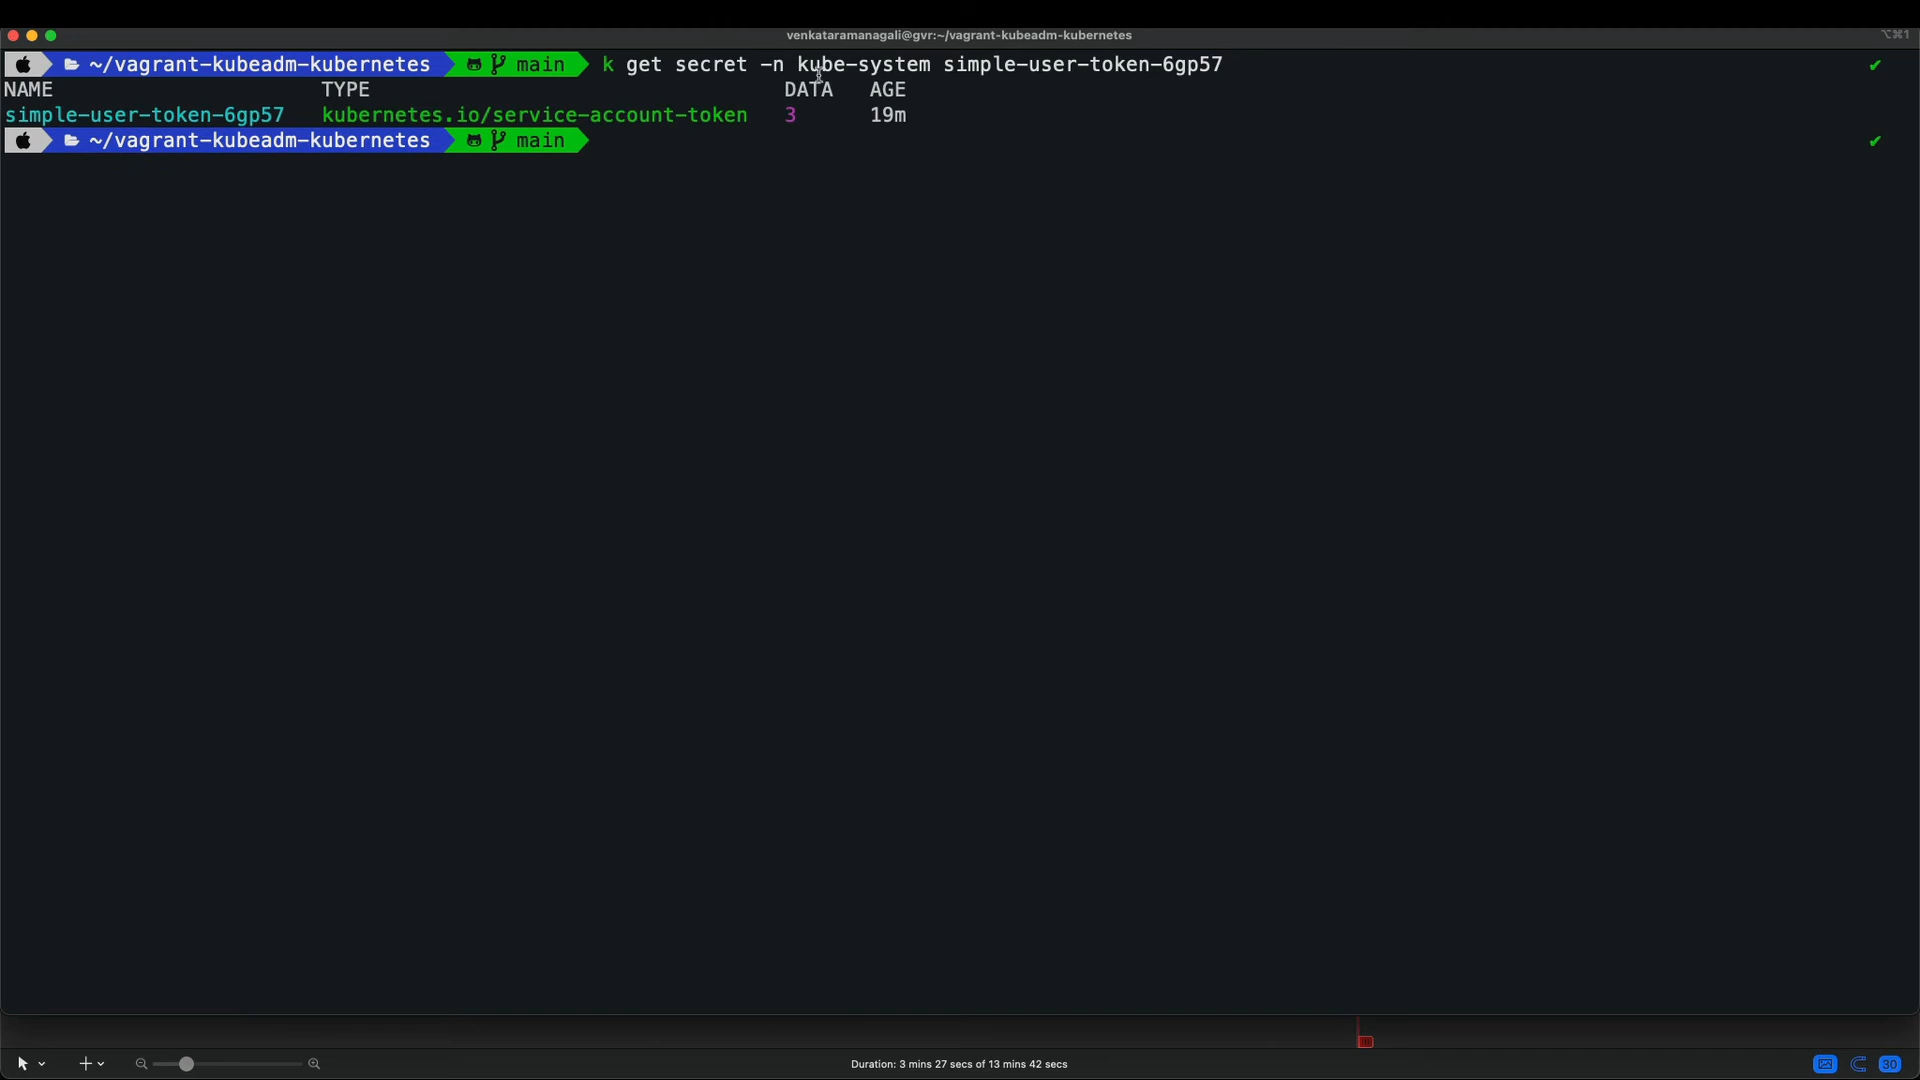 venkataramanagali@gvr:~/vagrant-kubeadm-kubernetes
⌥⌘1
~/vagrant-kubeadm-kubernetes main k get secret -n kube-system simple-user-token-6gp57 ✔
NAME TYPE DATA AGE
simple-user-token-6gp57 kubernetes.io/service-account-token 3 19m
~/vagrant-kubeadm-kubernetes main ✔
Duration: 3 mins 27 secs of 13 mins 42 secs
30